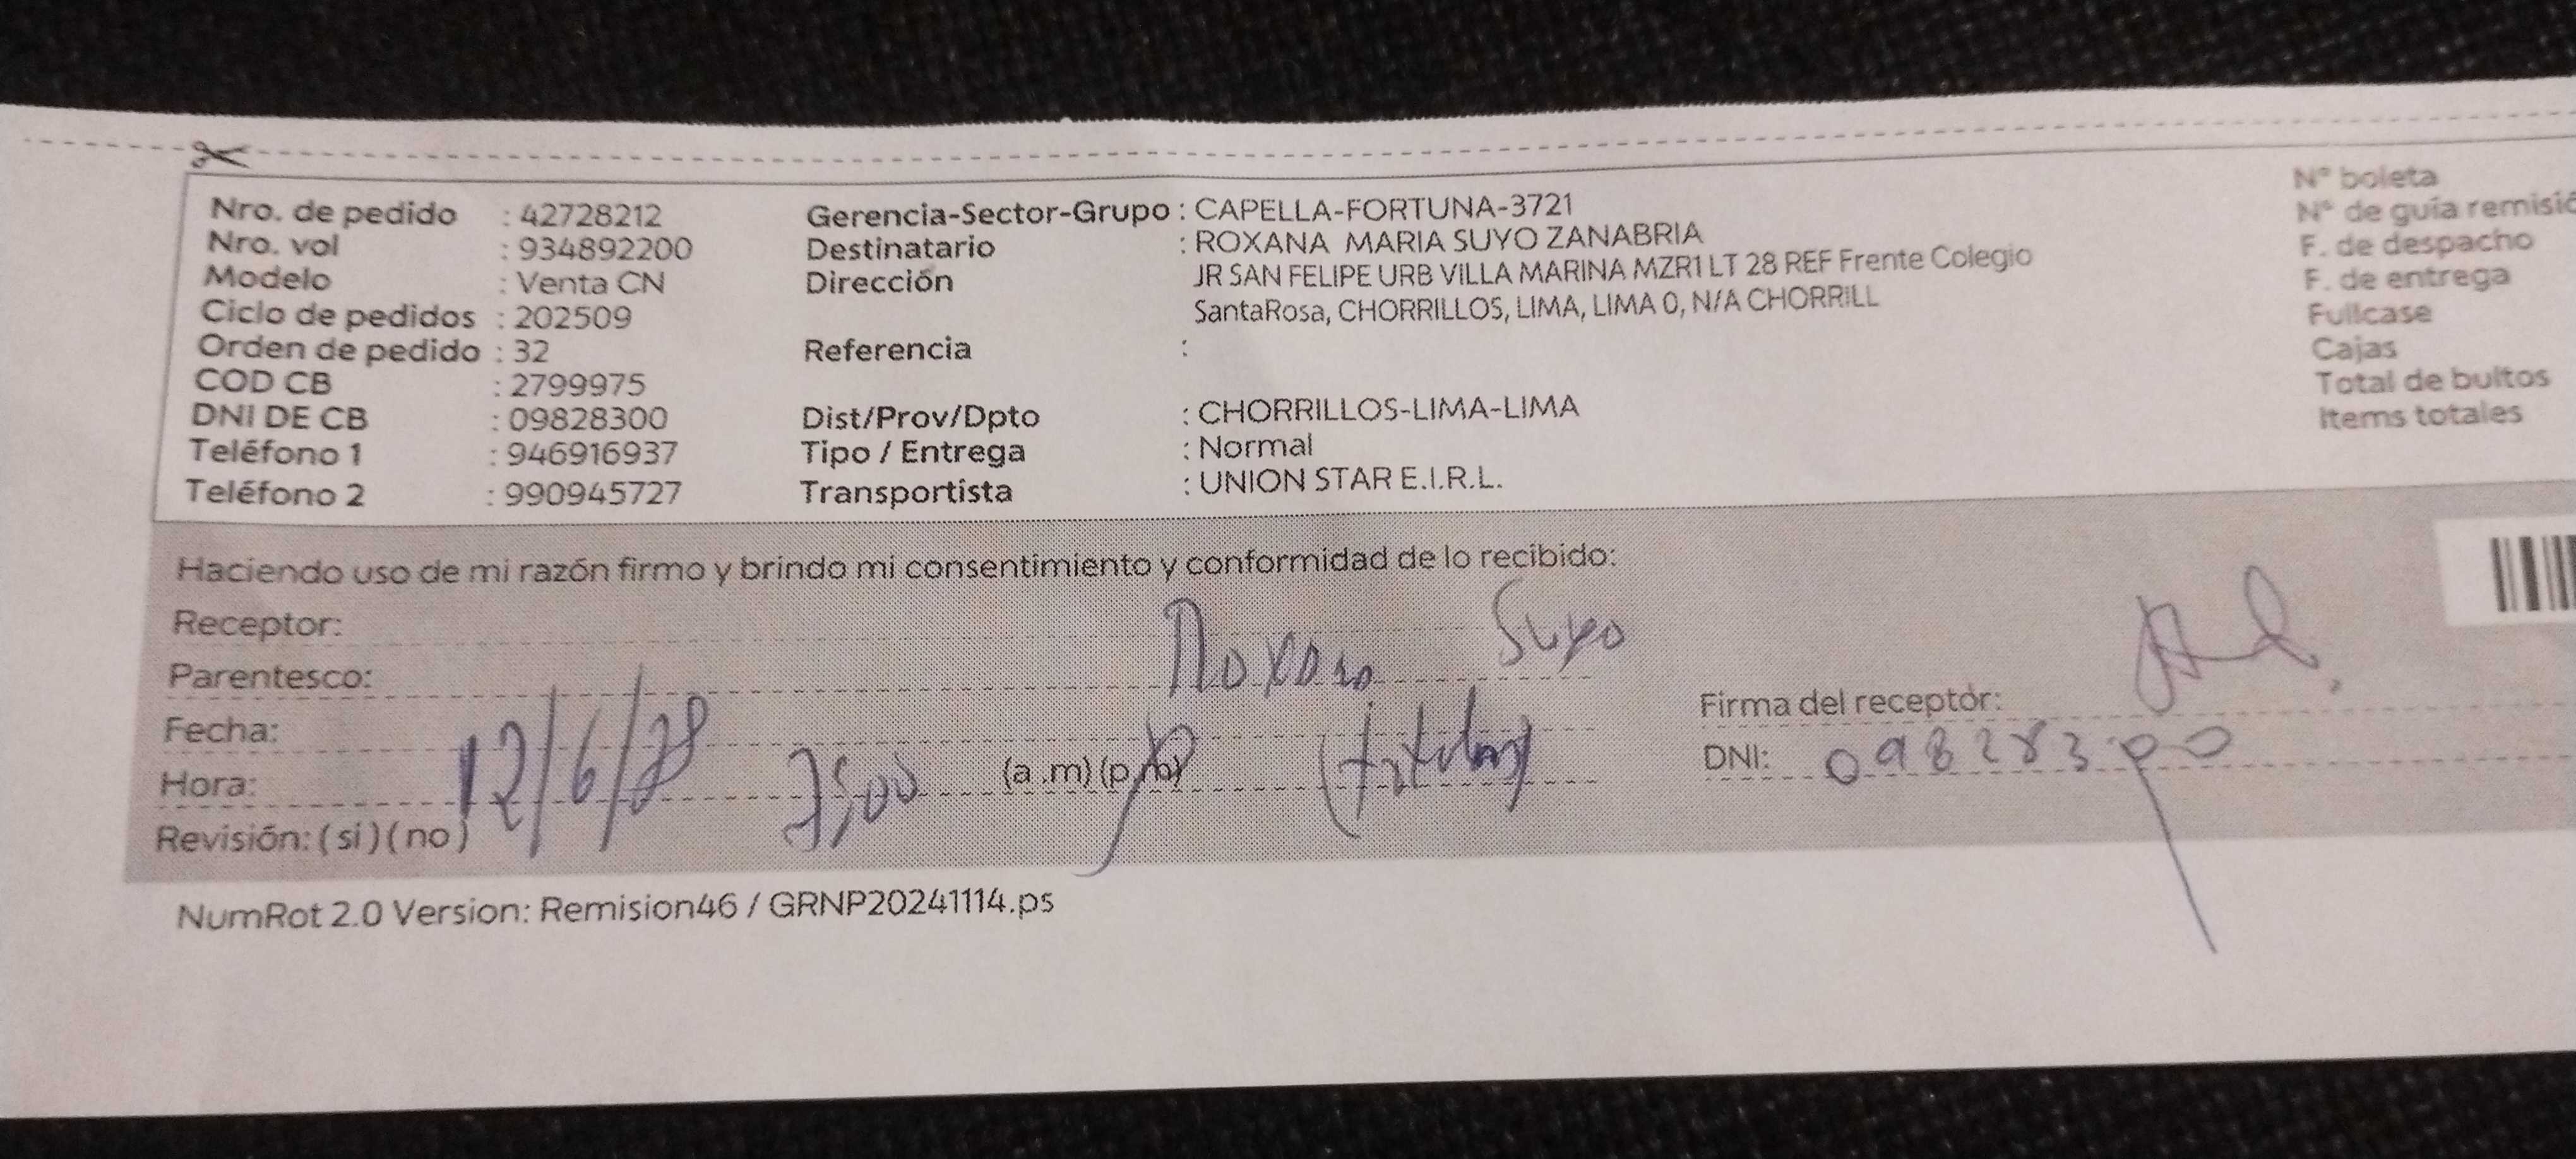 Nro. de pedido : 42728212
Nro. vol : 934892200
Modelo : Venta CN
Ciclo de pedidos : 202509
Orden de pedido : 32
COD CB : 2799975
DNI DE CB : 09828300
Teléfono 1 : 946916937
Teléfono 2 : 990945727
Gerencia-Sector-Grupo : CAPELLA-FORTUNA-3721
Destinatario : ROXANA MARIA SUYO ZANABRIA
Dirección JR SAN FELIPE URB VILLA MARINA MZR1 LT 28 REF Frente Colegio
SantaRosa, CHORRILLOS, LIMA, LIMA 0, N/A CHORRILL
Referencia :
Dist/Prov/Dpto : CHORRILLOS-LIMA-LIMA
Tipo / Entrega : Normal
Transportista : UNION STAR E.I.R.L.
N° boleta
N° de guía remisió
F. de despacho
F. de entrega
Fullcase
Cajas
Total de bultos
Items totales
Haciendo uso de mi razón firmo y brindo mi consentimiento y conformidad de lo recibido:
Receptor: Roxana Suyo
Parentesco:
Fecha: 12/6/
Hora: (a .m) (p.m) (titular)
Revisión: ( si ) ( no )
Firma del receptor:
DNI: 09828300
NumRot 2.0 Version: Remision46 / GRNP20241114.ps